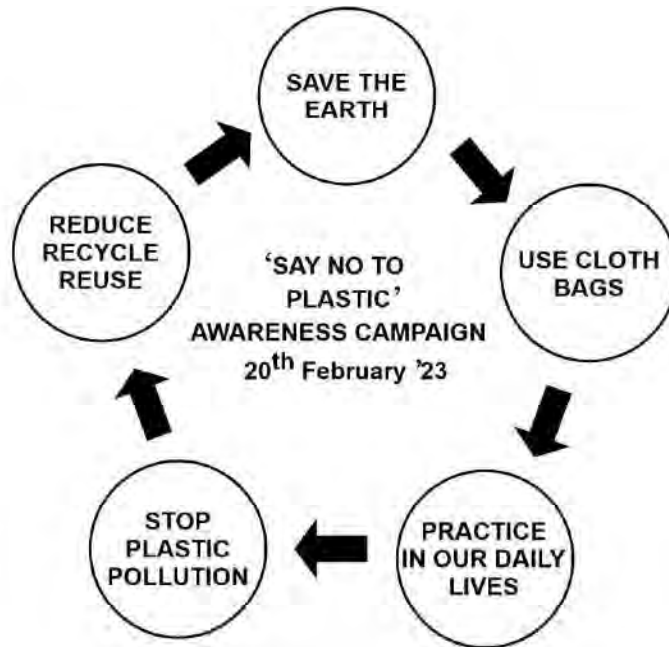 SAVE THE
EARTH
USE CLOTH
BAGS
PRACTICE
IN OUR DAILY
LIVES
STOP
PLASTIC
POLLUTION
REDUCE
RECYCLE
REUSE
‘SAY NO TO
PLASTIC’
AWARENESS CAMPAIGN
20th February ’23